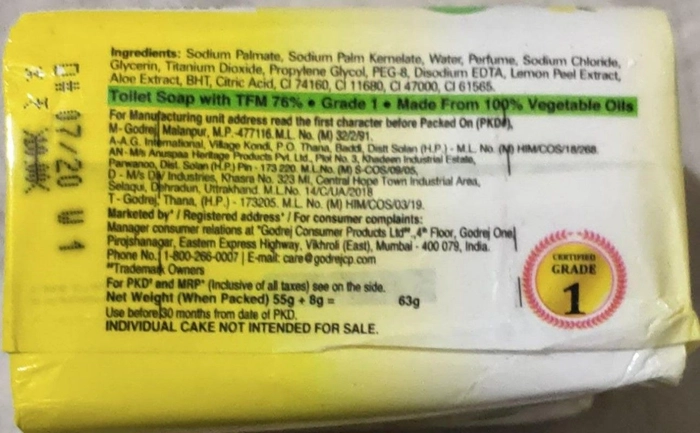 Ingredients: Sodium Palmate, Sodium Palm Kernelate, Water, Perfume, Sodium Chloride,
Glycerin, Titanium Dioxide, Propylene Glycol, PEG-8, Disodium EDTA, Lemon Peel Extract,
Aloe Extract, BHT, Citric Acid, CI 74160, CI 11680, CI 47000, CI 61565.
Toilet Soap with TFM 76% • Grade 1 • Made From 100% Vegetable Oils
For Manufacturing unit address read the first character before Packed On (PKD#),
M- Godrej Malanpur, M.P.-477116.M.L. No. (M) 32/2/91.
A-A.G. International, Village Kondi, P.O. Thana, Baddi, Distt Solan (H.P.) - M.L. No. (N) HIM/COS/18/268.
AN - M/s Anuspaa Heritage Products Pvt. Ltd., Plot No. 3, Khadeen Industrial Estate,
Parwanoo, Dist. Solan (H.P.) Pin - 173 220. M.L.No. (M) S-COS/09/05,
D - M/s DIV Industries, Khasra No. 323 MI, Central Hope Town Industrial Area,
Selaqui, Dehradun, Uttrakhand. M.L.No. 14/C/UA/2018
T - Godrej, Thana, (H.P.) - 173205. M.L. No. (M) HIM/COS/03/19.
Marketed by* / Registered address* / For consumer complaints:
Manager consumer relations at "Godrej Consumer Products Ltd", 4th Floor, Godrej One
Pirojshanagar, Eastern Express Highway, Vikhroli (East), Mumbai - 400 079, India.
Phone No. 1-800-266-0007 | E-mail: care@godrejcp.com
**Trademark Owners
For PKD# and MRP* (Inclusive of all taxes) see on the side.
Net Weight (When Packed) 55g + 8g = 63g
Use before 30 months from date of PKD.
INDIVIDUAL CAKE NOT INTENDED FOR SALE.
CERTIFIED
GRADE
1
07/20 U 1